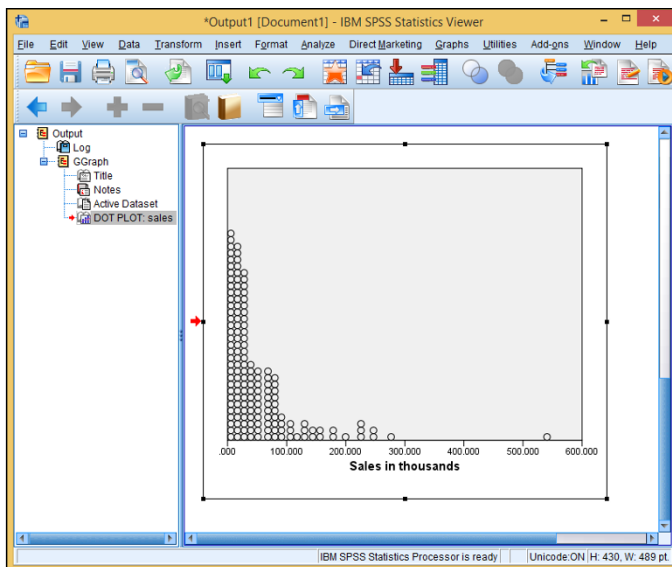 *Output1 [Document1] - IBM SPSS Statistics Viewer
File Edit View Data Transform Insert Format Analyze Direct Marketing Graphs Utilities Add-ons Window Help
Output
Log
GGraph
Title
Notes
Active Dataset
DOT PLOT: sales
.000 100.000 200.000 300.000 400.000 500.000 600.000
Sales in thousands
IBM SPSS Statistics Processor is ready Unicode:ON H: 430, W: 489 pt.